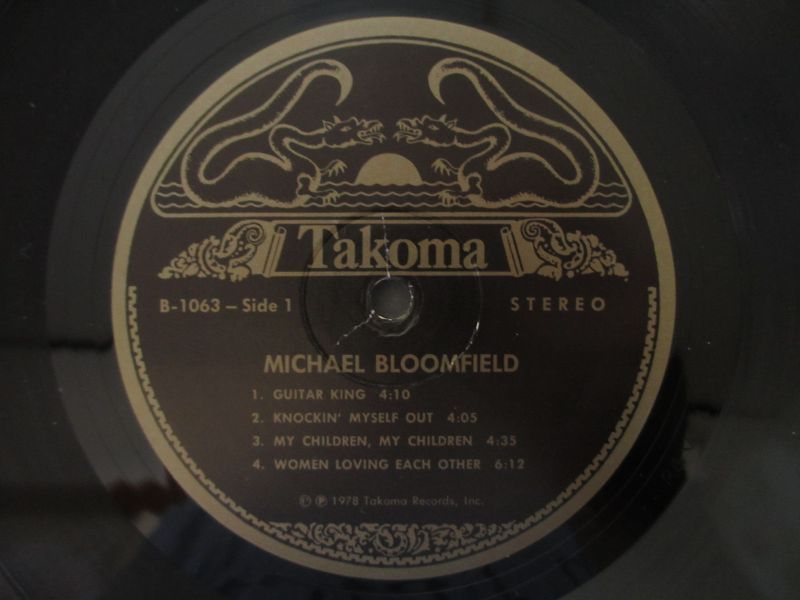 Takoma
B-1063 – Side 1 STEREO
MICHAEL BLOOMFIELD
1. GUITAR KING 4:10
2. KNOCKIN' MYSELF OUT 4:05
3. MY CHILDREN, MY CHILDREN 4:35
4. WOMEN LOVING EACH OTHER 6:12
© ℗ 1978 Takoma Records, Inc.